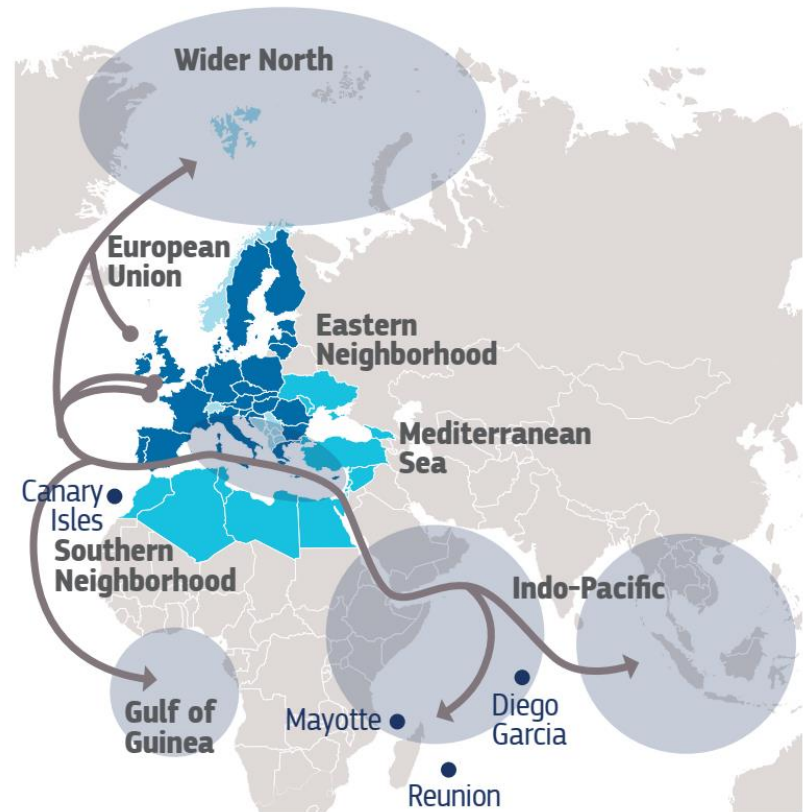 Wider North
European
Union
Eastern
Neighborhood
Mediterranean
Sea
Canary
Isles
Southern
Neighborhood
Indo-Pacific
Gulf of
Guinea
Mayotte
Diego
Garcia
Reunion